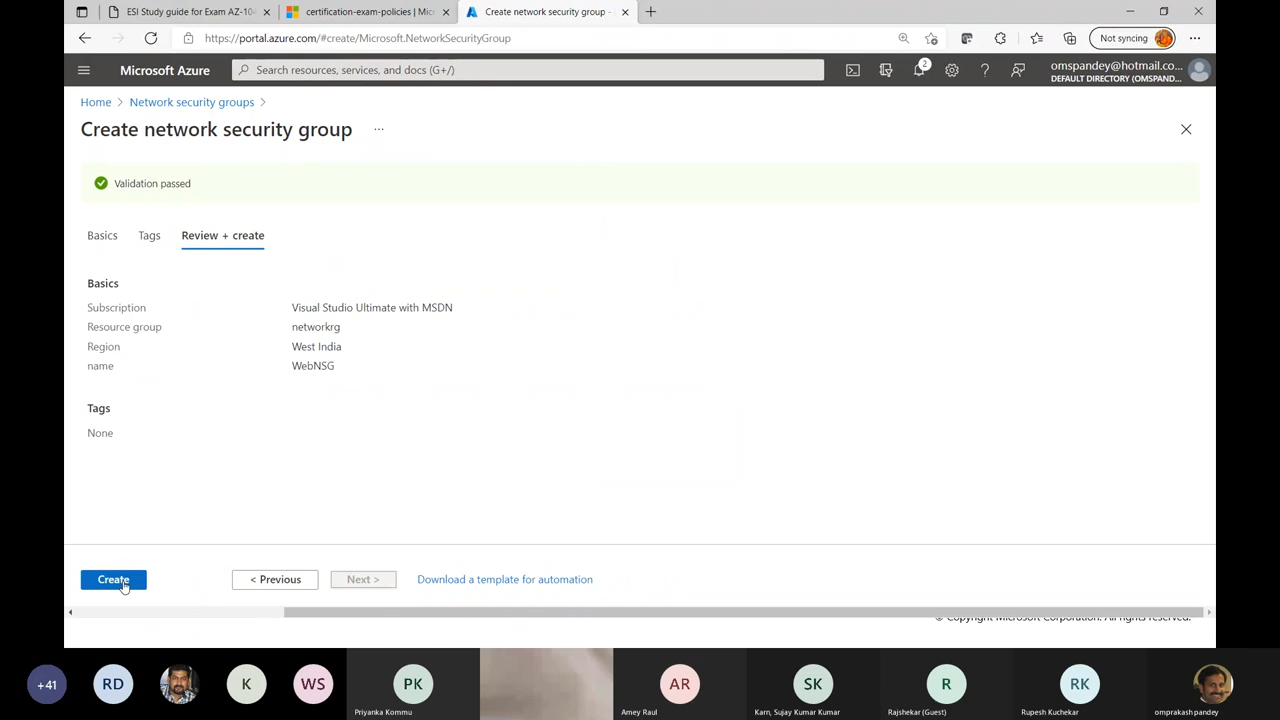 ESI Study guide for Exam AZ-104
certification-exam-policies | Micr
Create network security group -
https://portal.azure.com/#create/Microsoft.NetworkSecurityGroup
Not syncing
Microsoft Azure
Search resources, services, and docs (G+/)
2
omspandey@hotmail.co...
DEFAULT DIRECTORY (OMSPAND...
Home > Network security groups >
Create network security group ...
Validation passed
Basics Tags Review + create
Basics
Subscription Visual Studio Ultimate with MSDN
Resource group networkrg
Region West India
name WebNSG
Tags
None
Create < Previous Next > Download a template for automation
© Copyright Microsoft Corporation. All rights reserved.
+41 RD K WS PK AR SK R RK
Priyanka Kommu Amey Raul Karn, Sujay Kumar Kumar Rajshekar (Guest) Rupesh Kuchekar omprakash pandey